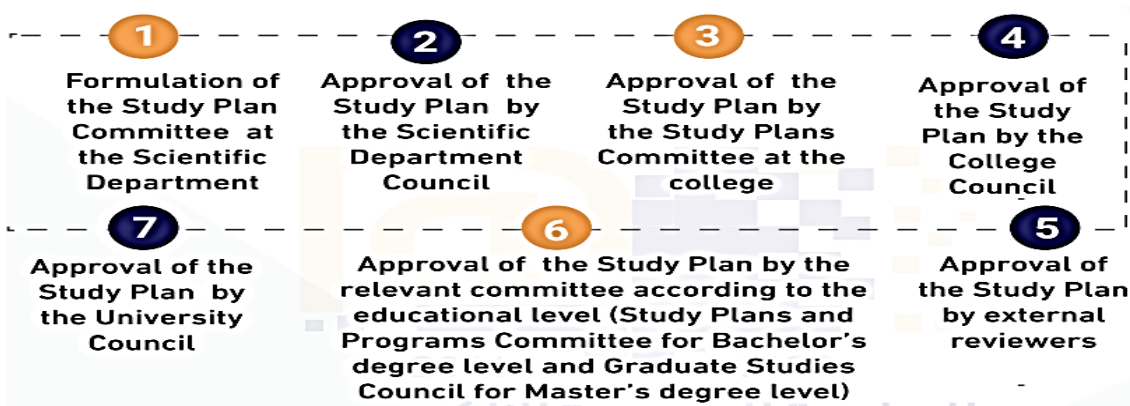 1
Formulation of
the Study Plan
Committee at
the Scientific
Department
2
Approval of the
Study Plan by
the Scientific
Department
Council
3
Approval of the
Study Plan by
the Study Plans
Committee at the
college
4
Approval of
the Study
Plan by the
College
Council
5
Approval of
the Study Plan
by external
reviewers
6
Approval of the Study Plan by the
relevant committee according to the
educational level (Study Plans and
Programs Committee for Bachelor's
degree level and Graduate Studies
Council for Master's degree level)
7
Approval of the
Study Plan by
the University
Council